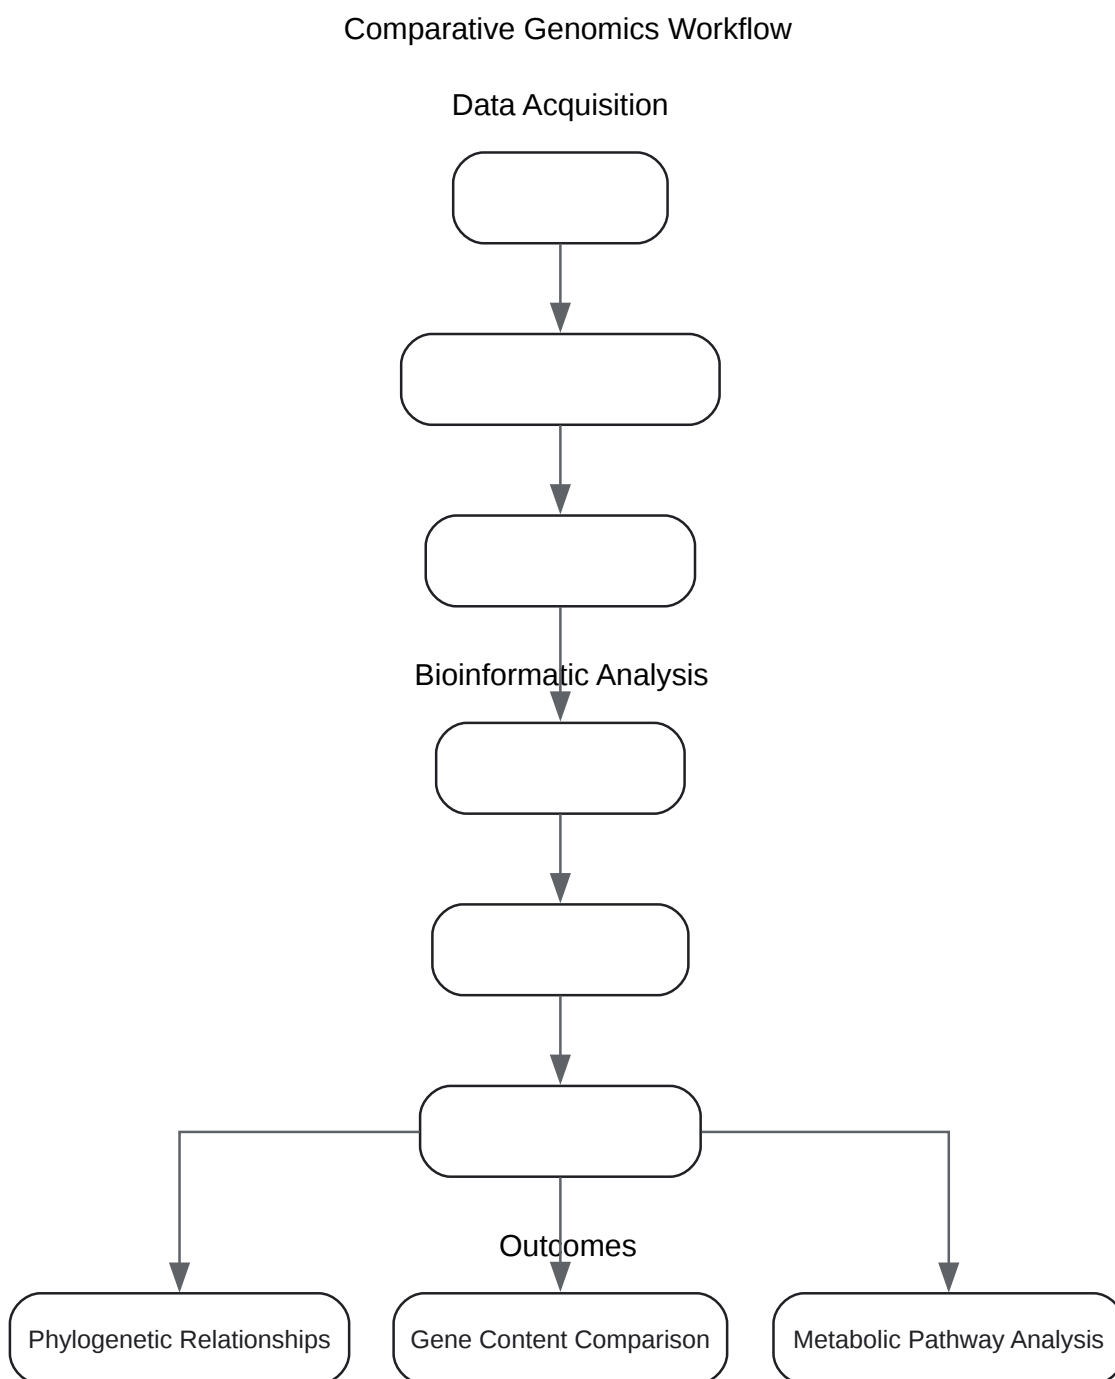 Comparative Genomics Workflow
Data Acquisition
Bioinformatic Analysis
Outcomes
Phylogenetic Relationships
Gene Content Comparison
Metabolic Pathway Analysis